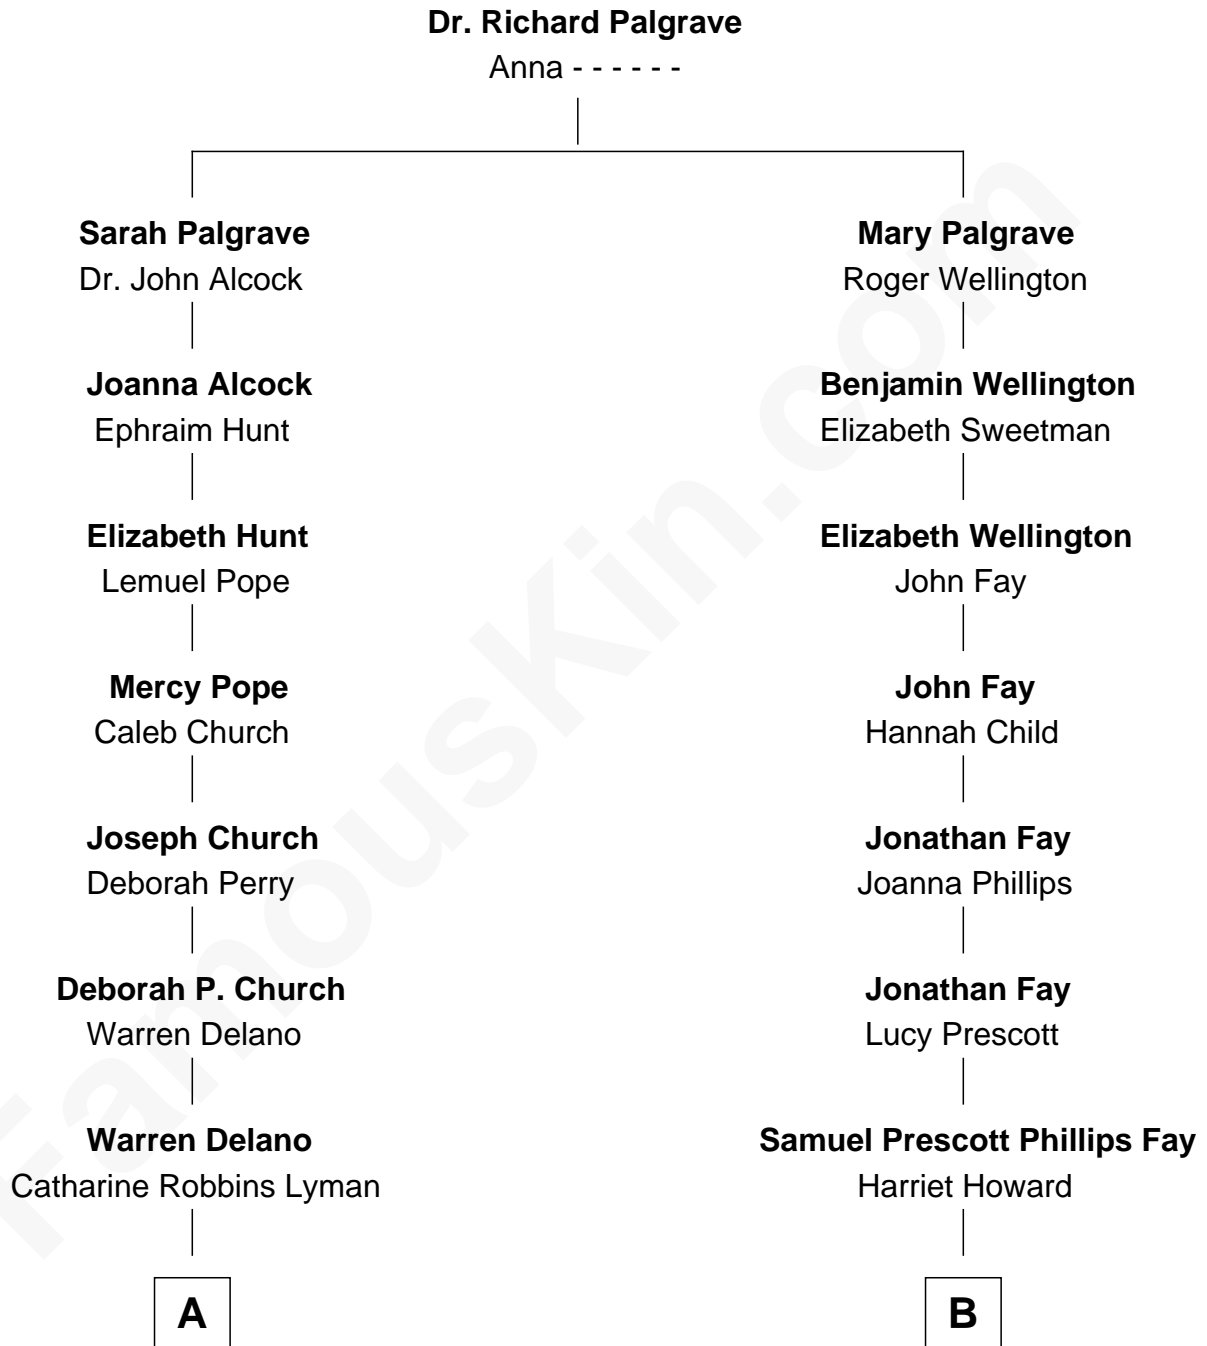 Dr. Richard Palgrave
Anna - - - - - -
Sarah Palgrave
Dr. John Alcock
Mary Palgrave
Roger Wellington
Joanna Alcock
Ephraim Hunt
Benjamin Wellington
Elizabeth Sweetman
Elizabeth Hunt
Lemuel Pope
Elizabeth Wellington
John Fay
Mercy Pope
Caleb Church
John Fay
Hannah Child
Joseph Church
Deborah Perry
Jonathan Fay
Joanna Phillips
Deborah P. Church
Warren Delano
Jonathan Fay
Lucy Prescott
Warren Delano
Catharine Robbins Lyman
Samuel Prescott Phillips Fay
Harriet Howard
A
B
FamousKin.com